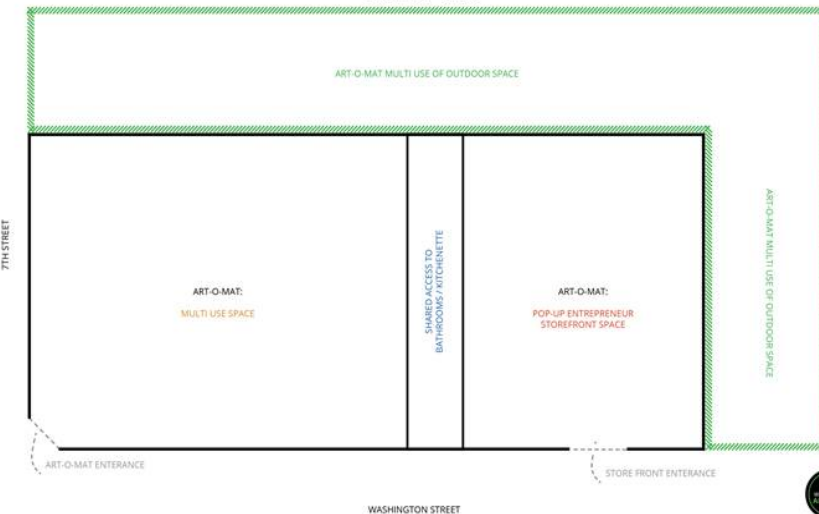 ART-O-MAT MULTI USE OF OUTDOOR SPACE
7TH STREET
ART-O-MAT:
MULTI USE SPACE
SHARED ACCESS TO
BATHROOMS / KITCHENETTE
ART-O-MAT:
POP-UP ENTREPRENEUR
STOREFRONT SPACE
ART-O-MAT MULTI USE OF OUTDOOR SPACE
ART-O-MAT ENTERANCE
STORE FRONT ENTERANCE
WASHINGTON STREET